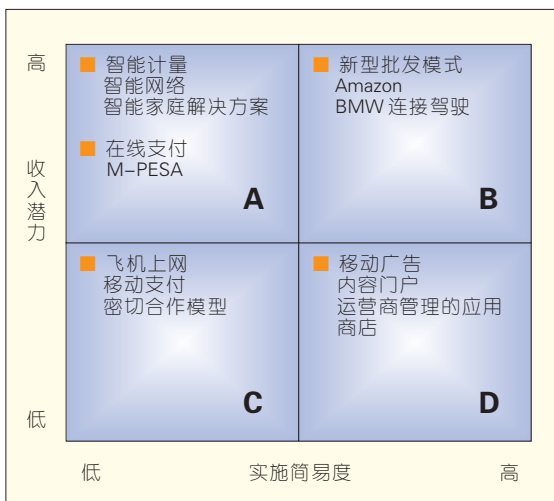 高
收入潜力
低
智能计量
智能网络
智能家庭解决方案
在线支付
M–PESA
A
新型批发模式
Amazon
BMW 连接驾驶
B
飞机上网
移动支付
密切合作模型
C
移动广告
内容门户
运营商管理的应用
商店
D
低
实施简易度
高